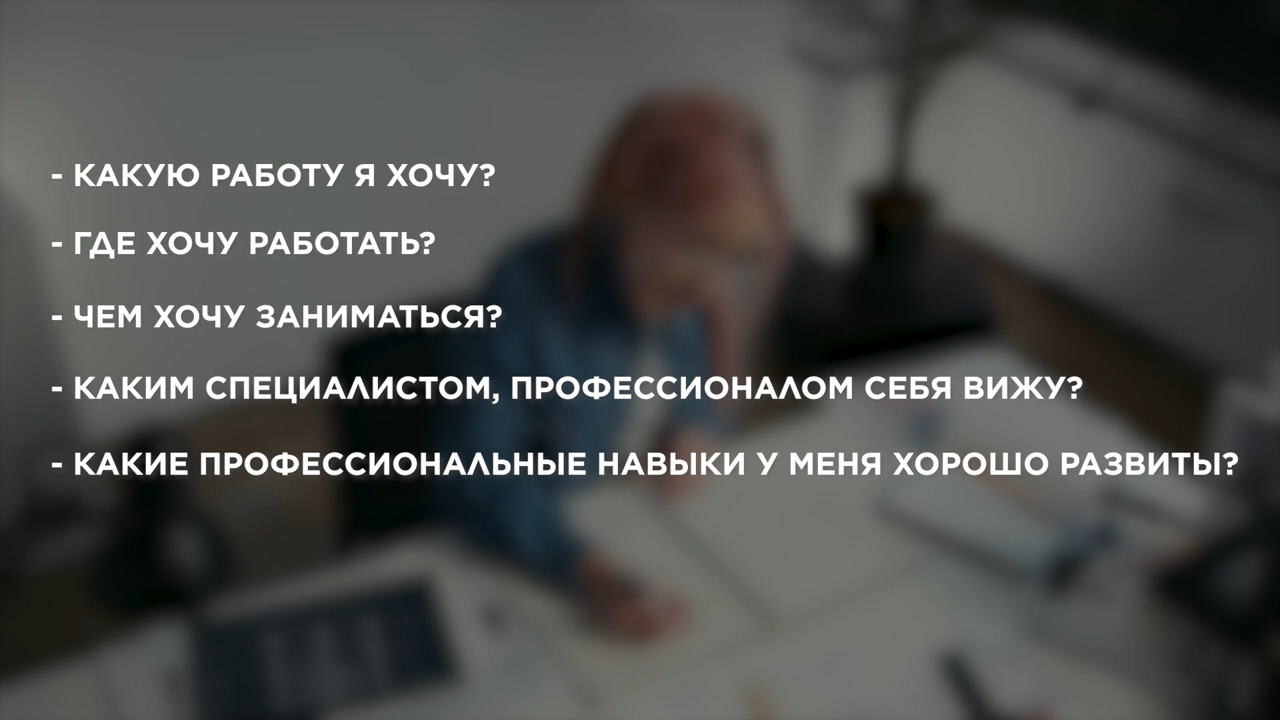 - КАКУЮ РАБОТУ Я ХОЧУ?
- ГДЕ ХОЧУ РАБОТАТЬ?
- ЧЕМ ХОЧУ ЗАНИМАТЬСЯ?
- КАКИМ СПЕЦИАЛИСТОМ, ПРОФЕССИОНАЛОМ СЕБЯ ВИЖУ?
- КАКИЕ ПРОФЕССИОНАЛЬНЫЕ НАВЫКИ У МЕНЯ ХОРОШО РАЗВИТЫ?